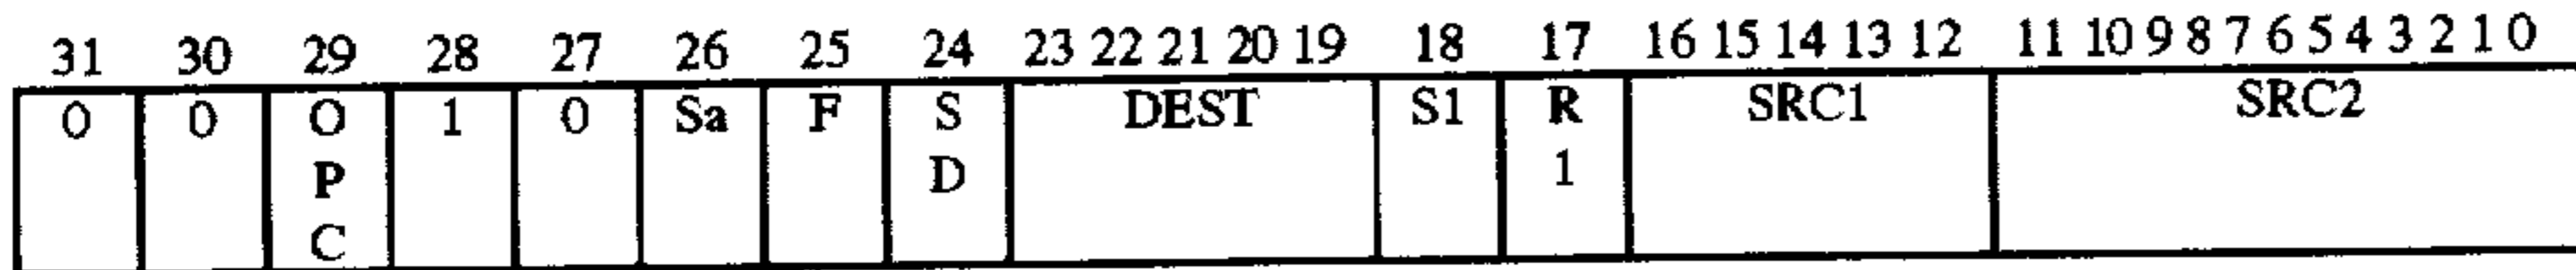 31 30 29 28 27 26 25 24 23 22 21 20 19 18 17 16 15 14 13 12 11 10 9 8 7 6 5 4 3 2 1 0
0 0 O 1 0 Sa F S DEST S1 R SRC1 SRC2
P D 1
C